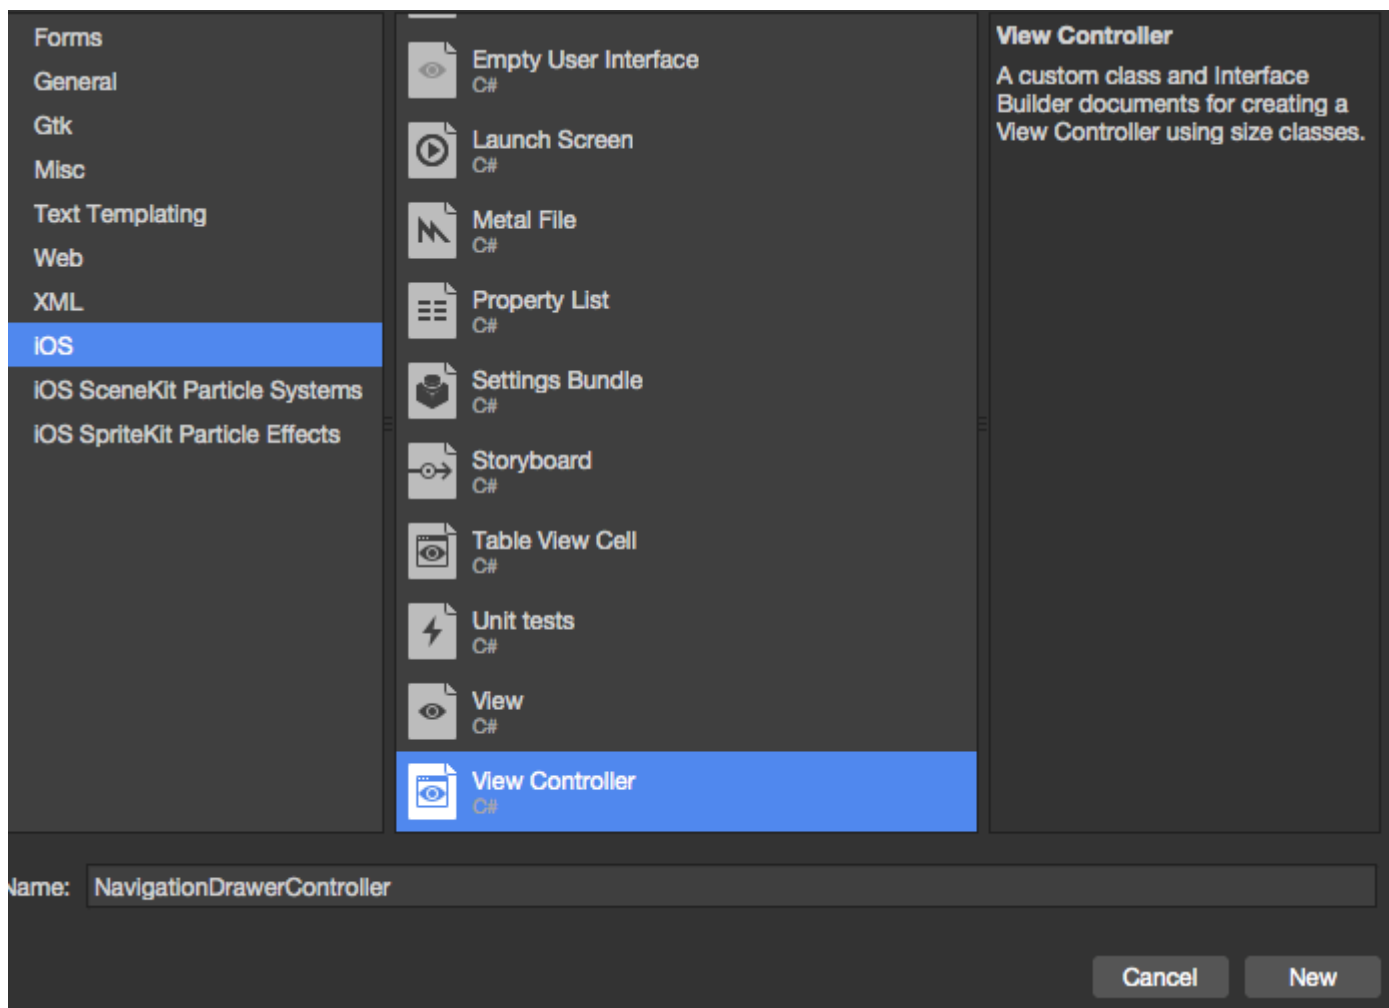 Forms
General
Gtk
Misc
Text Templating
Web
XML
iOS
iOS SceneKit Particle Systems
iOS SpriteKit Particle Effects
Empty User Interface
C#
Launch Screen
C#
Metal File
C#
Property List
C#
Settings Bundle
C#
Storyboard
C#
Table View Cell
C#
Unit tests
C#
View
C#
View Controller
C#
View Controller
A custom class and Interface
Builder documents for creating a
View Controller using size classes.
Name: NavigationDrawerController
Cancel
New